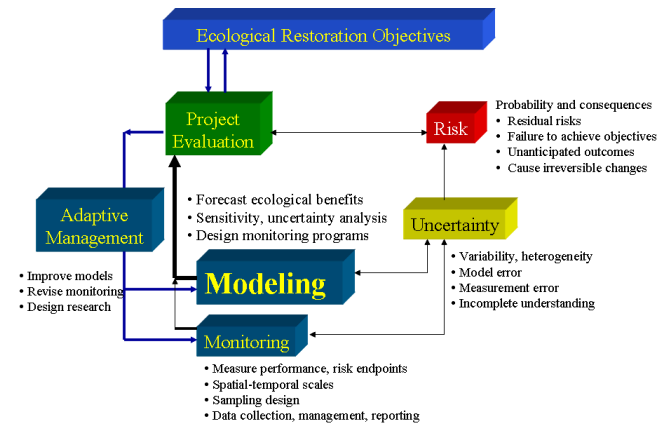 Ecological Restoration Objectives
Project
Evaluation
Risk
Probability and consequences
• Residual risks
• Failure to achieve objectives
• Unanticipated outcomes
• Cause irreversible changes
Adaptive
Management
• Forecast ecological benefits
• Sensitivity, uncertainty analysis
• Design monitoring programs
Uncertainty
• Variability, heterogeneity
• Model error
• Measurement error
• Incomplete understanding
• Improve models
• Revise monitoring
• Design research
Modeling
Monitoring
• Measure performance, risk endpoints
• Spatial-temporal scales
• Sampling design
• Data collection, management, reporting